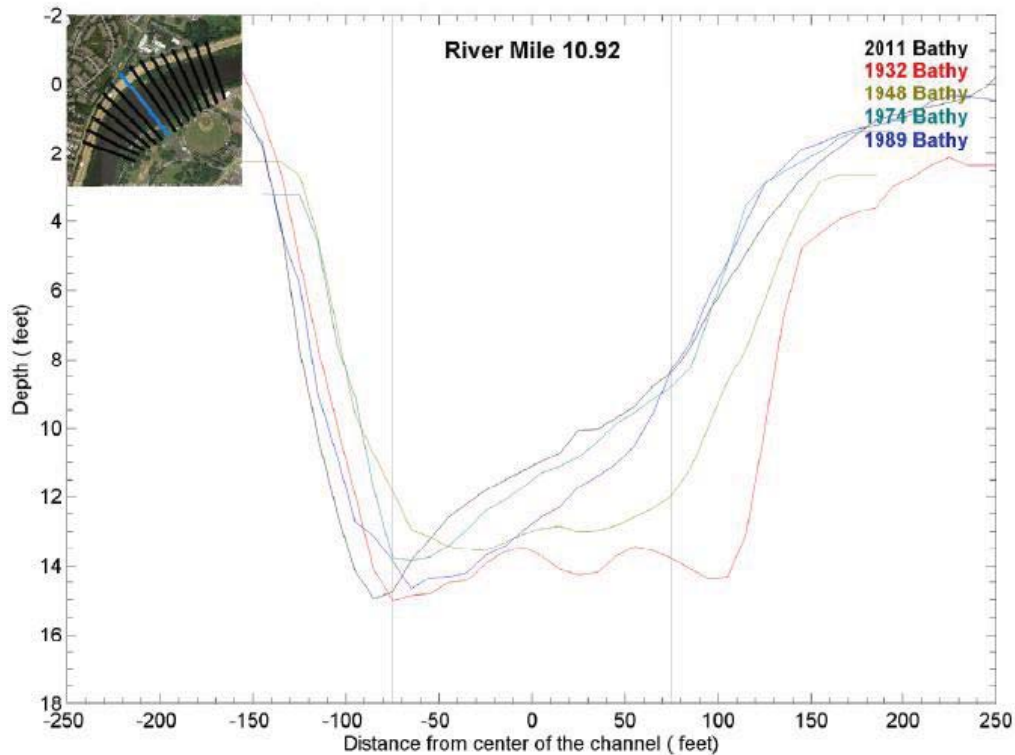 River Mile 10.92
2011 Bathy
1932 Bathy
1948 Bathy
1974 Bathy
1989 Bathy
-2
0
2
4
6
8
10
12
14
16
18
Depth ( feet)
-250 -200 -150 -100 -50 0 50 100 150 200 250
Distance from center of the channel ( feet)